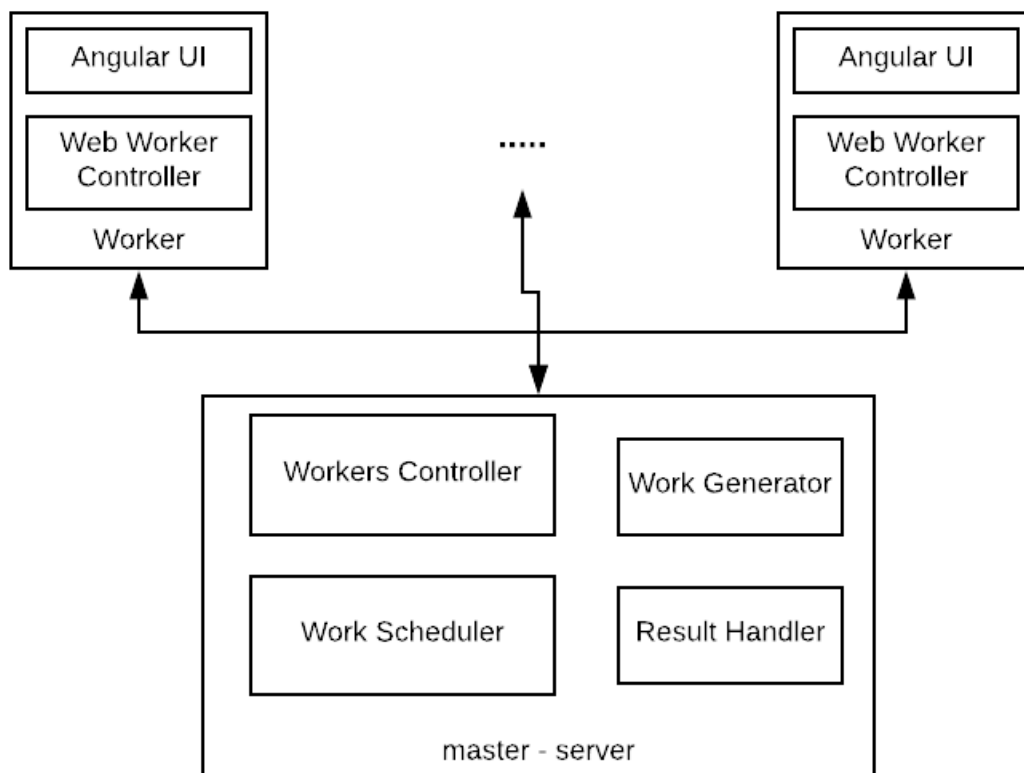 Angular UI
Web Worker
Controller
Worker
.....
Angular UI
Web Worker
Controller
Worker
Workers Controller
Work Generator
Work Scheduler
Result Handler
master - server